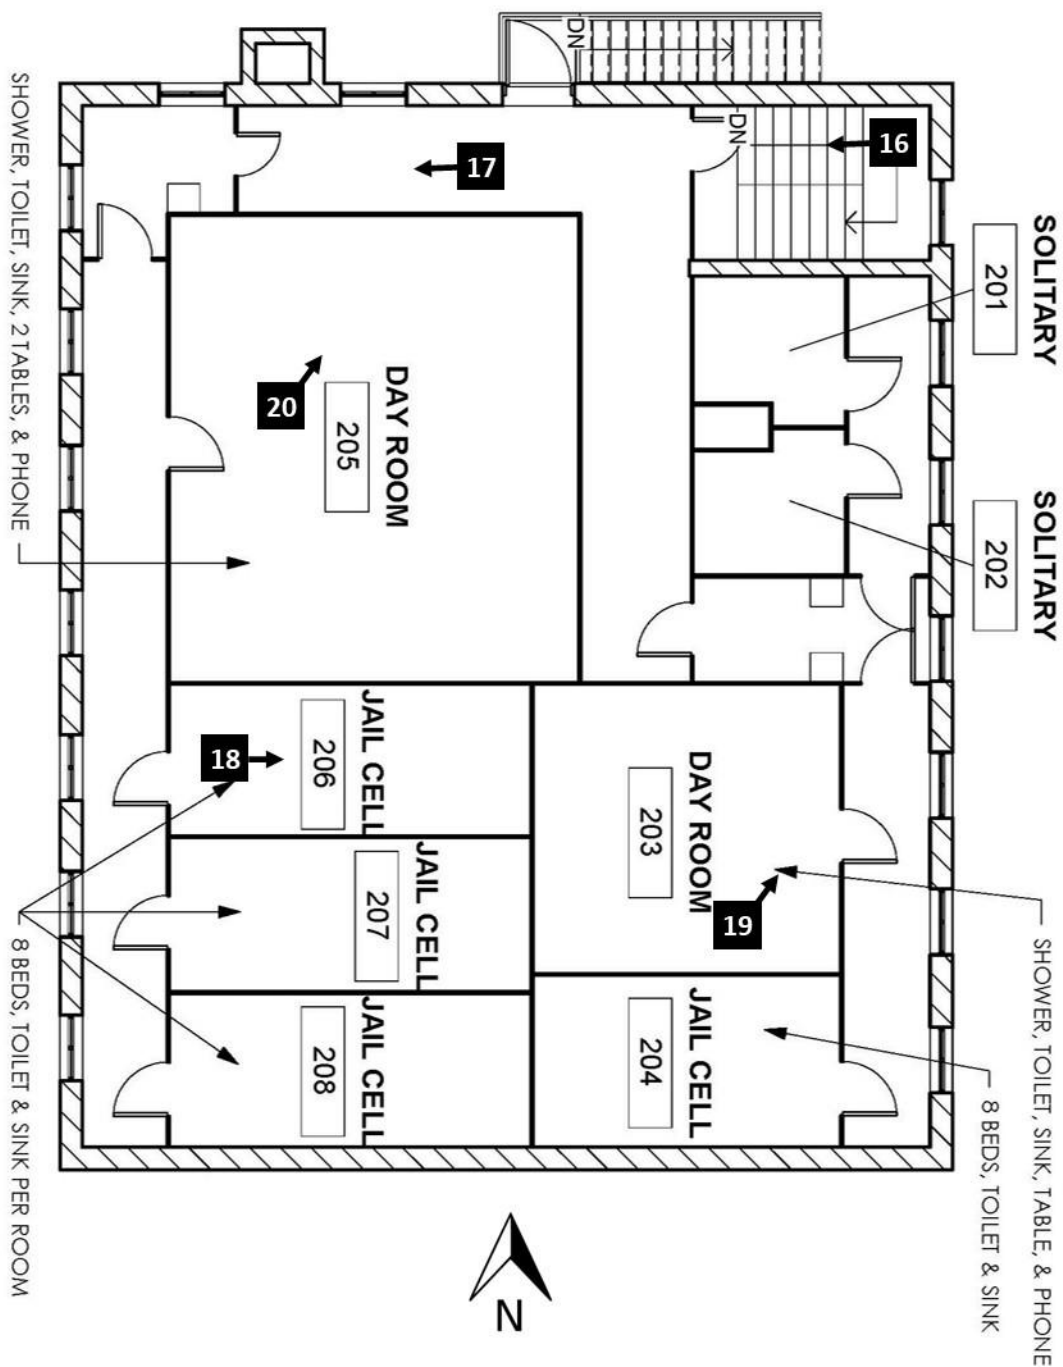 DN
DN
16
17
SOLITARY
201
SOLITARY
202
DAY ROOM
205
20
SHOWER, TOILET, SINK, 2 TABLES, & PHONE
JAIL CELL
206
18
JAIL CELL
207
JAIL CELL
208
DAY ROOM
203
19
JAIL CELL
204
SHOWER, TOILET, SINK, TABLE, & PHONE
8 BEDS, TOILET & SINK
8 BEDS, TOILET & SINK PER ROOM
N